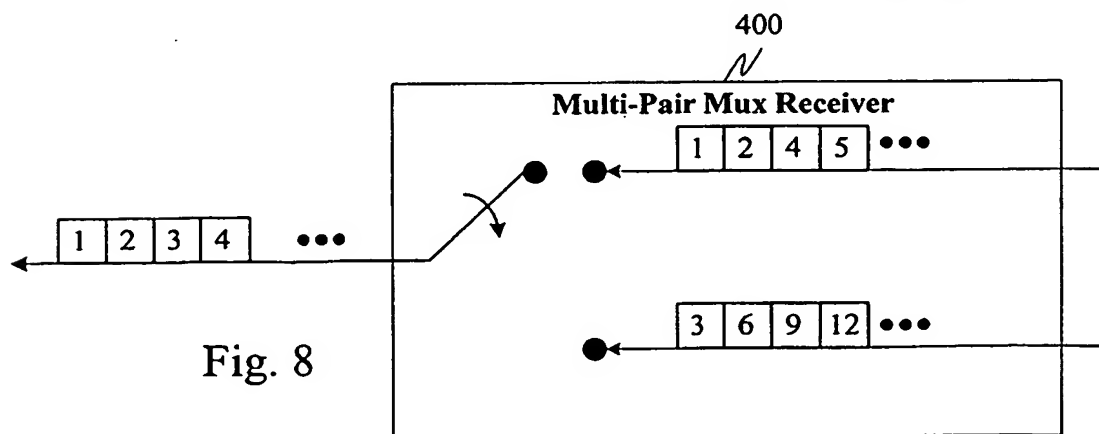 400
Multi-Pair Mux Receiver
1 2 4 5 •••
1 2 3 4 •••
3 6 9 12 •••
Fig. 8